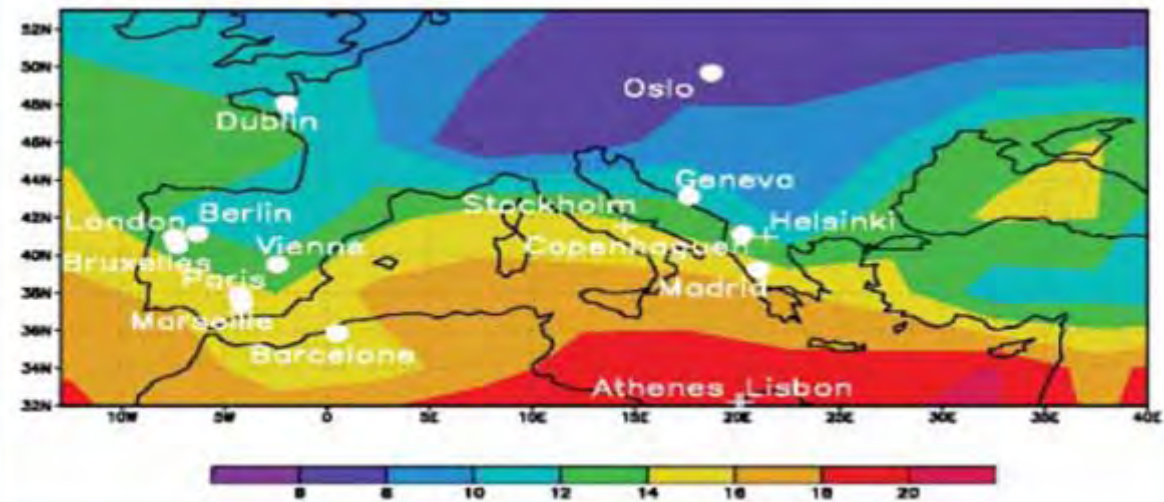 52N
50N
Oslo
48N
Dublin
46N
44N
Geneva
Stockholm
42N
London Berlin
Helsinki
Vienna
Copenhaguen
40N
Bruxelles
Paris
Madrid
38N
Marseille
36N
Barcelone
34N
Athenes Lisbon
32N
10W 5W 0 5E 10E 15E 20E 25E 30E 35E 40E
8 10 12 14 16 18 20